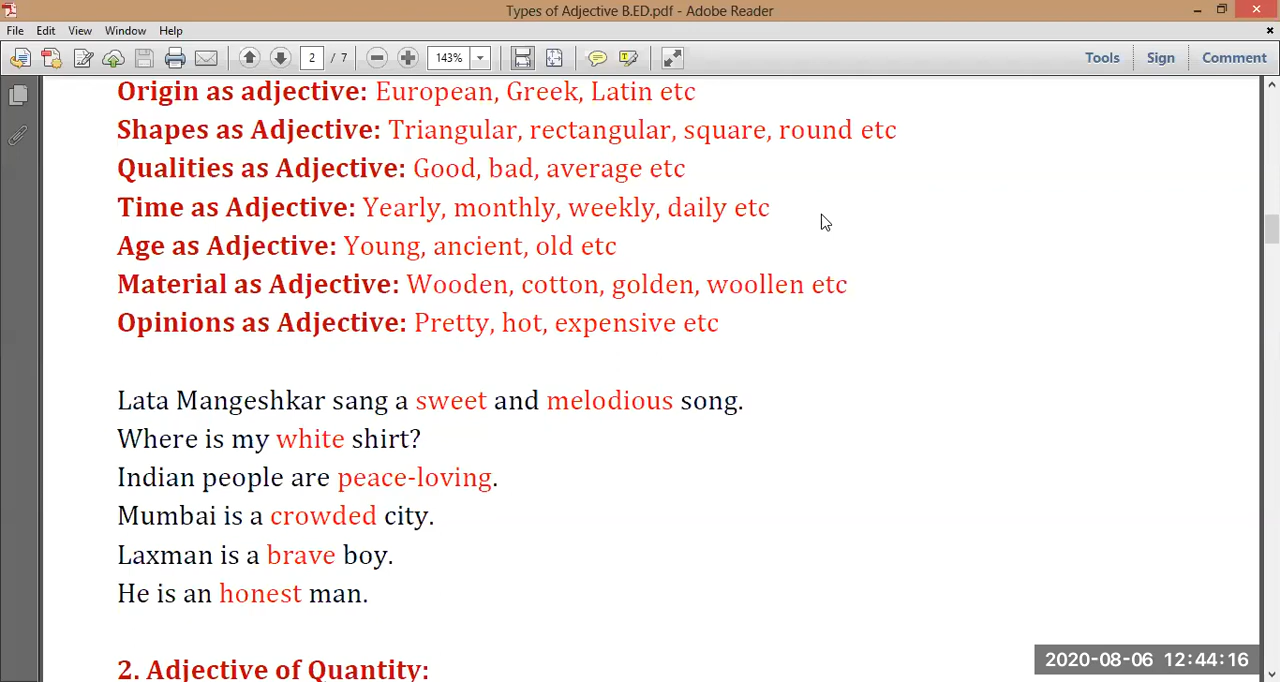 Types of Adjective B.ED.pdf - Adobe Reader
File Edit View Window Help
2 / 7 143% Tools Sign Comment
Origin as adjective: European, Greek, Latin etc
Shapes as Adjective: Triangular, rectangular, square, round etc
Qualities as Adjective: Good, bad, average etc
Time as Adjective: Yearly, monthly, weekly, daily etc
Age as Adjective: Young, ancient, old etc
Material as Adjective: Wooden, cotton, golden, woollen etc
Opinions as Adjective: Pretty, hot, expensive etc
Lata Mangeshkar sang a sweet and melodious song.
Where is my white shirt?
Indian people are peace-loving.
Mumbai is a crowded city.
Laxman is a brave boy.
He is an honest man.
2. Adjective of Quantity:
2020-08-06 12:44:16